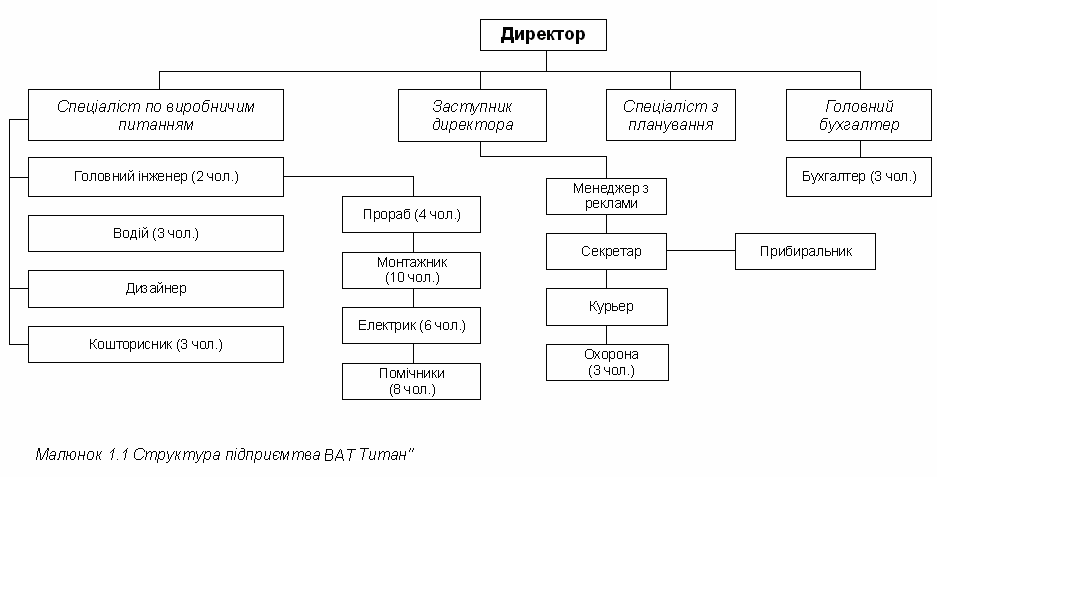 Директор
Спеціаліст по виробничим
питанням
Заступник
директора
Спеціаліст з
планування
Головний
бухгалтер
Головний інженер (2 чол.)
Водій (3 чол.)
Дизайнер
Кошторисник (3 чол.)
Прораб (4 чол.)
Монтажник
(10 чол.)
Електрик (6 чол.)
Помічники
(8 чол.)
Менеджер з
реклами
Секретар
Прибиральник
Курьер
Охорона
(3 чол.)
Бухгалтер (3 чол.)
Малюнок 1.1 Структура підприємтва ВАТ Титан"